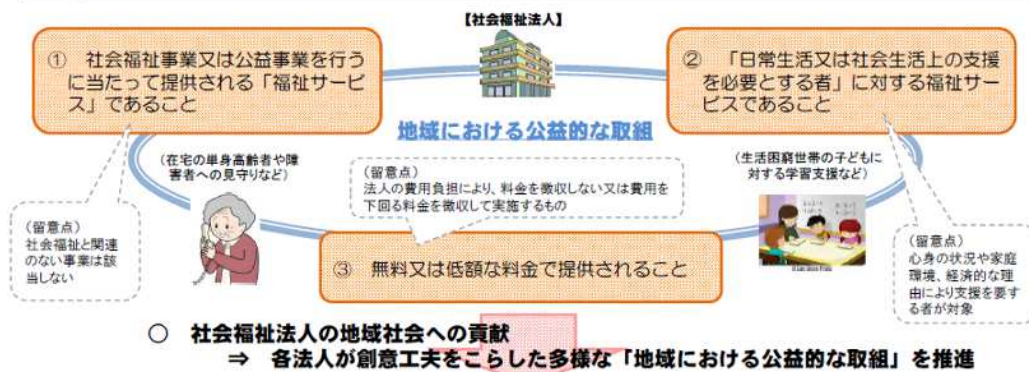 【社会福祉法人】
① 社会福祉事業又は公益事業を行う
に当たって提供される「福祉サービ
ス」であること
② 「日常生活又は社会生活上の支援
を必要とする者」に対する福祉サー
ビスであること
地域における公益的な取組
(在宅の単身高齢者や障
害者への見守りなど)
(留意点)
法人の費用負担により、料金を徴収しない又は費用を
下回る料金を徴収して実施するもの
(生活困窮世帯の子どもに
対する学習支援など)
(留意点)
社会福祉と関連
のない事業は該
当しない
③ 無料又は低額な料金で提供されること
(留意点)
心身の状況や家庭
環境、経済的な理
由により支援を要す
る者が対象
○ 社会福祉法人の地域社会への貢献
⇒ 各法人が創意工夫をこらした多様な「地域における公益的な取組」を推進